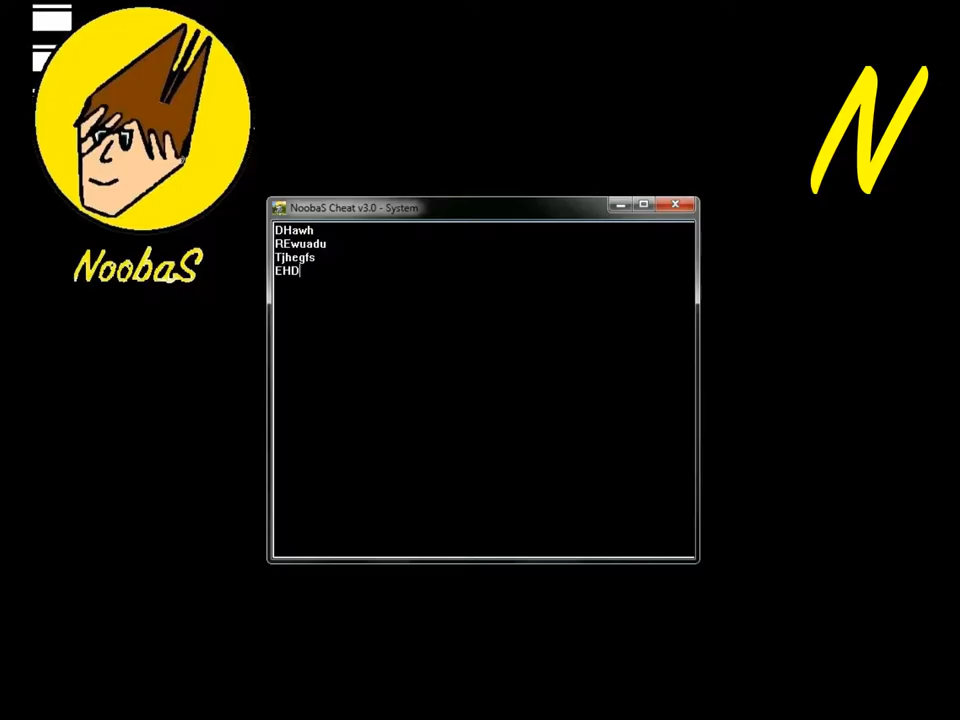 N
NoobaS
NoobaS Cheat v3.0 - System
DHawh
REwuadu
Tjhegfs
EHD